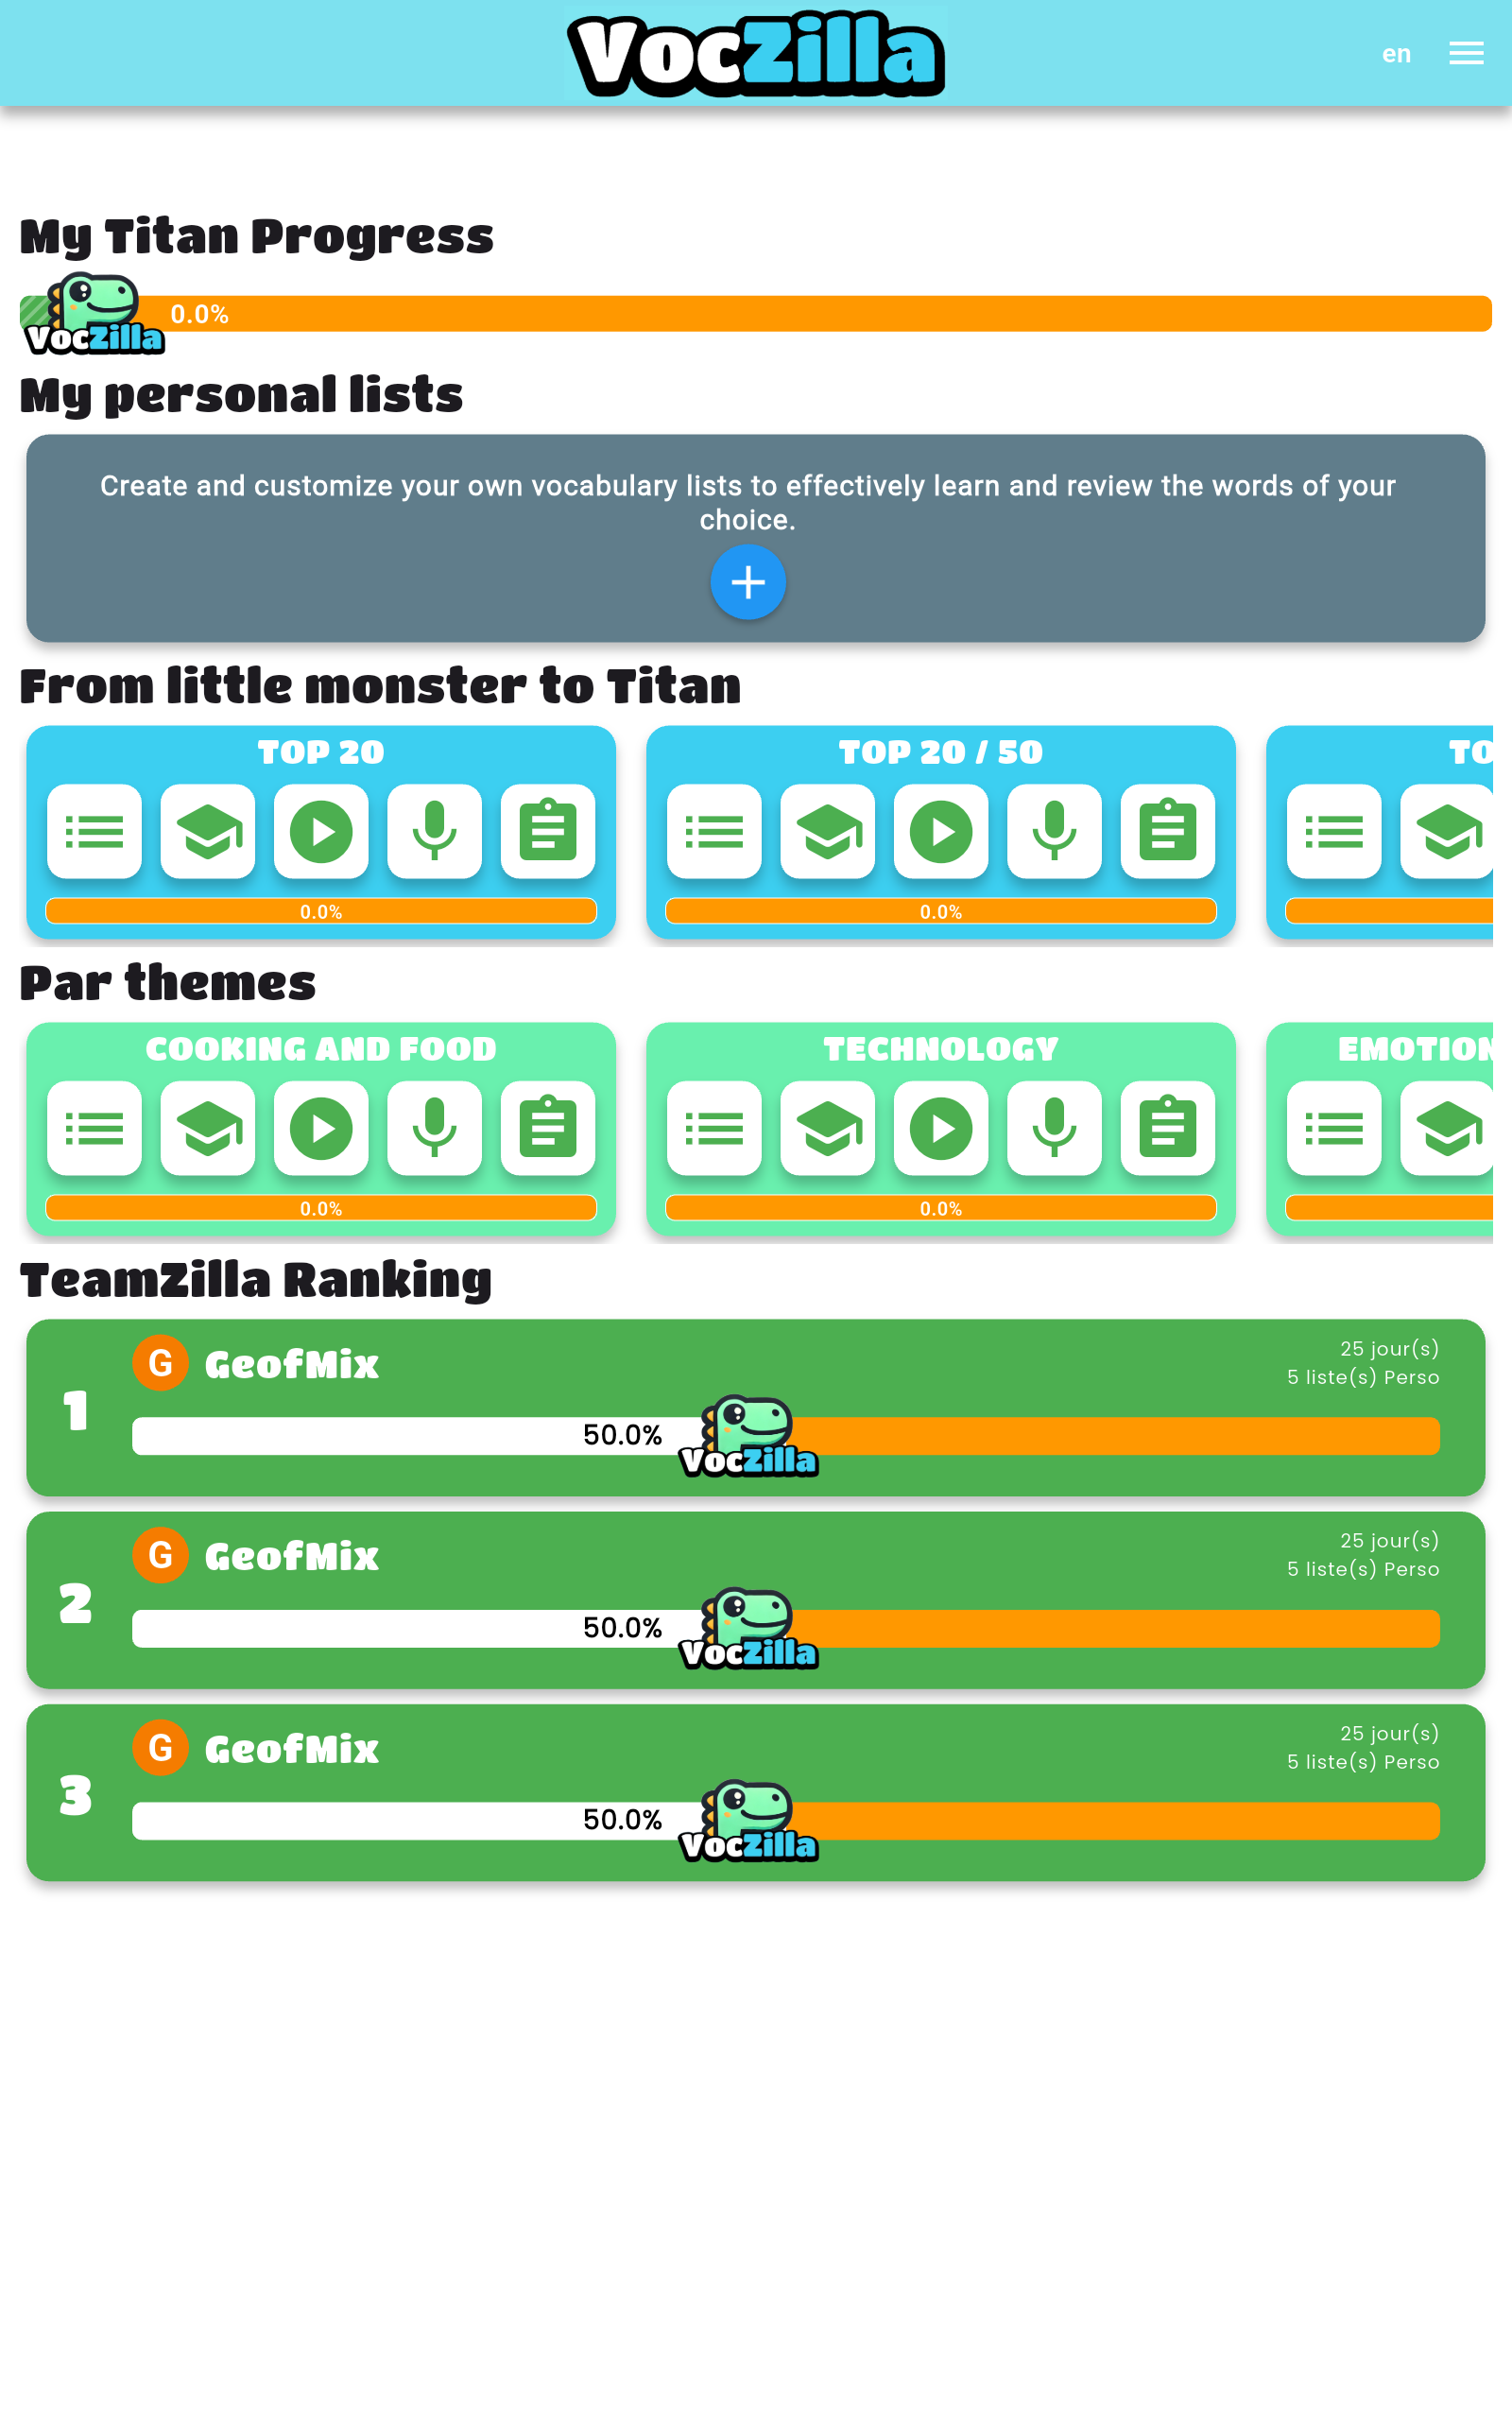 VocZilla
en
My Titan Progress
VocZilla
0.0%
My personal lists
Create and customize your own vocabulary lists to effectively learn and review the words of your
choice.
From little monster to Titan
TOP 20
TOP 20 / 50
TO
0.0%
0.0%
Par themes
COOKING AND FOOD
TECHNOLOGY
EMOTION
0.0%
0.0%
TeamZilla Ranking
1
G GeofMix
25 jour(s)
5 liste(s) Perso
50.0%
VocZilla
2
G GeofMix
25 jour(s)
5 liste(s) Perso
50.0%
VocZilla
3
G GeofMix
25 jour(s)
5 liste(s) Perso
50.0%
VocZilla